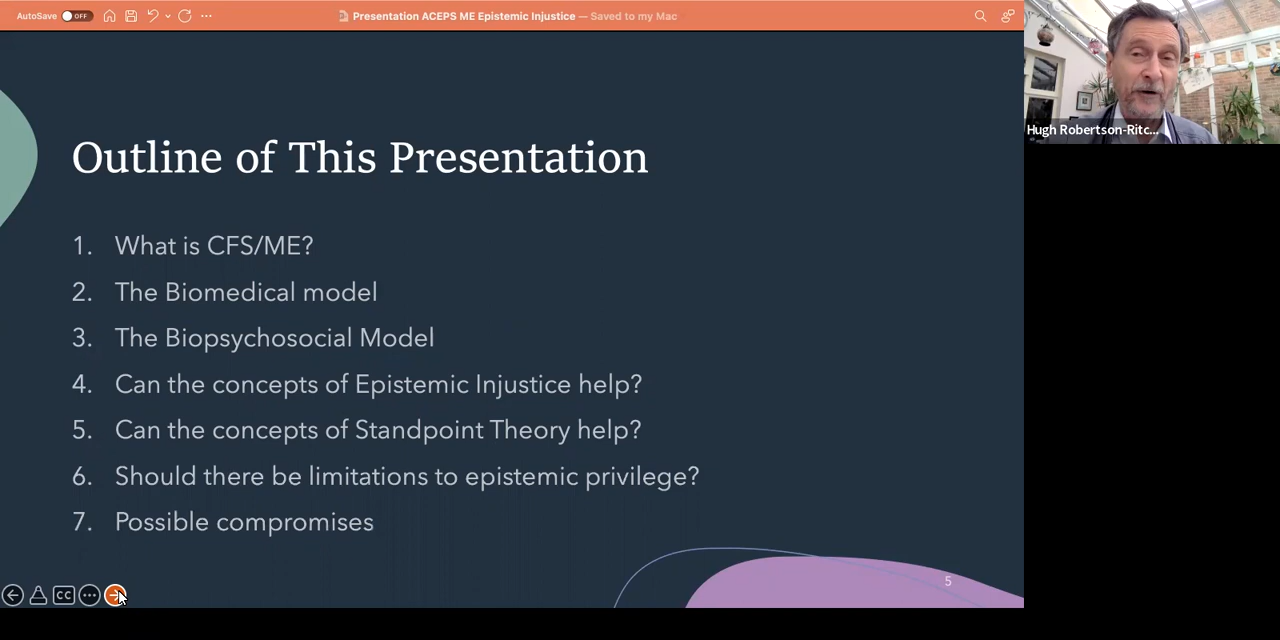 AutoSave OFF
Presentation ACEPS ME Epistemic Injustice — Saved to my Mac
Hugh Robertson-Ritc...
Outline of This Presentation
1. What is CFS/ME?
2. The Biomedical model
3. The Biopsychosocial Model
4. Can the concepts of Epistemic Injustice help?
5. Can the concepts of Standpoint Theory help?
6. Should there be limitations to epistemic privilege?
7. Possible compromises
5
CC